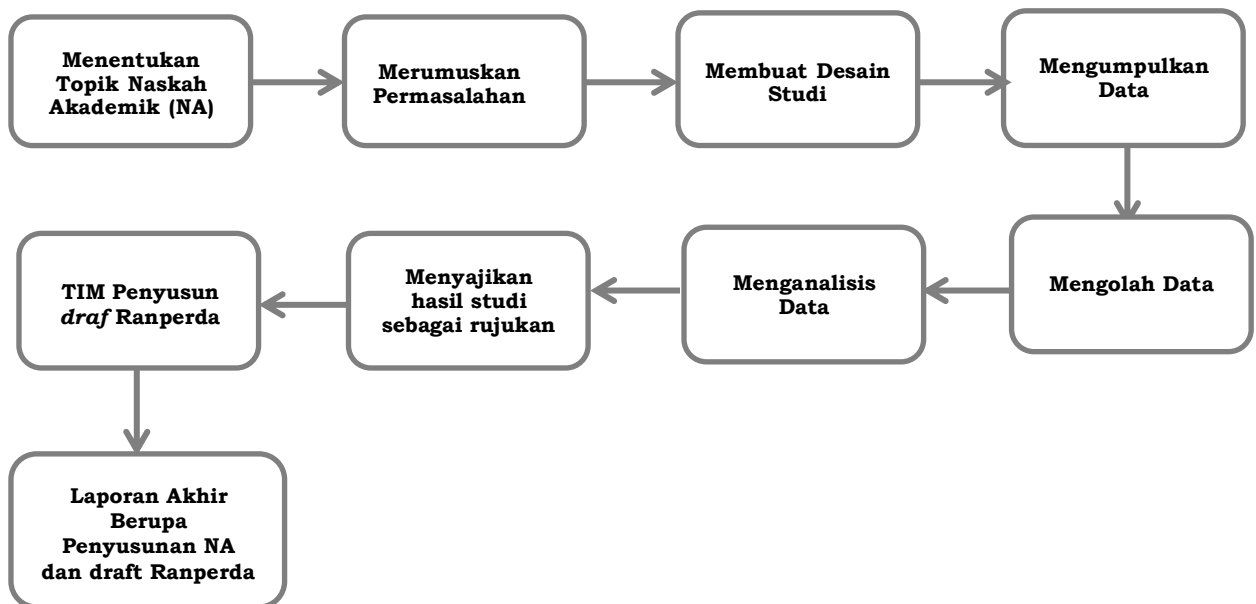 Menentukan
Topik Naskah
Akademik (NA)
Merumuskan
Permasalahan
Membuat Desain
Studi
Mengumpulkan
Data
Mengolah Data
Menganalisis
Data
Menyajikan
hasil studi
sebagai rujukan
TIM Penyusun
draf Ranperda
Laporan Akhir
Berupa
Penyusunan NA
dan draft Ranperda